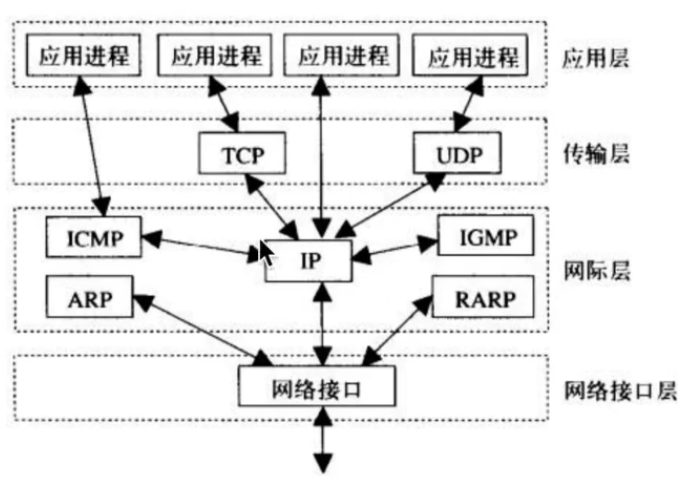 应用进程 应用进程 应用进程 应用进程 应用层
TCP UDP 传输层
ICMP IP IGMP
ARP RARP 网际层
网络接口 网络接口层